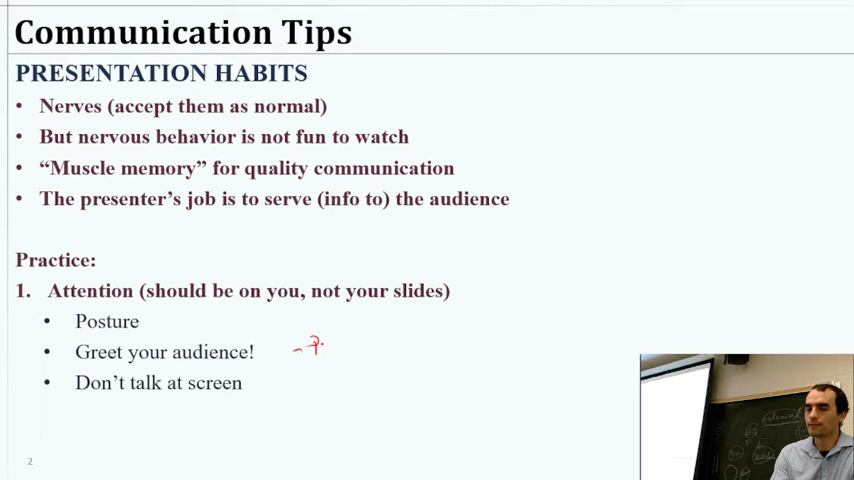 Communication Tips
PRESENTATION HABITS
• Nerves (accept them as normal)
• But nervous behavior is not fun to watch
• “Muscle memory” for quality communication
• The presenter’s job is to serve (info to) the audience
Practice:
1. Attention (should be on you, not your slides)
• Posture
• Greet your audience!
• Don’t talk at screen
2